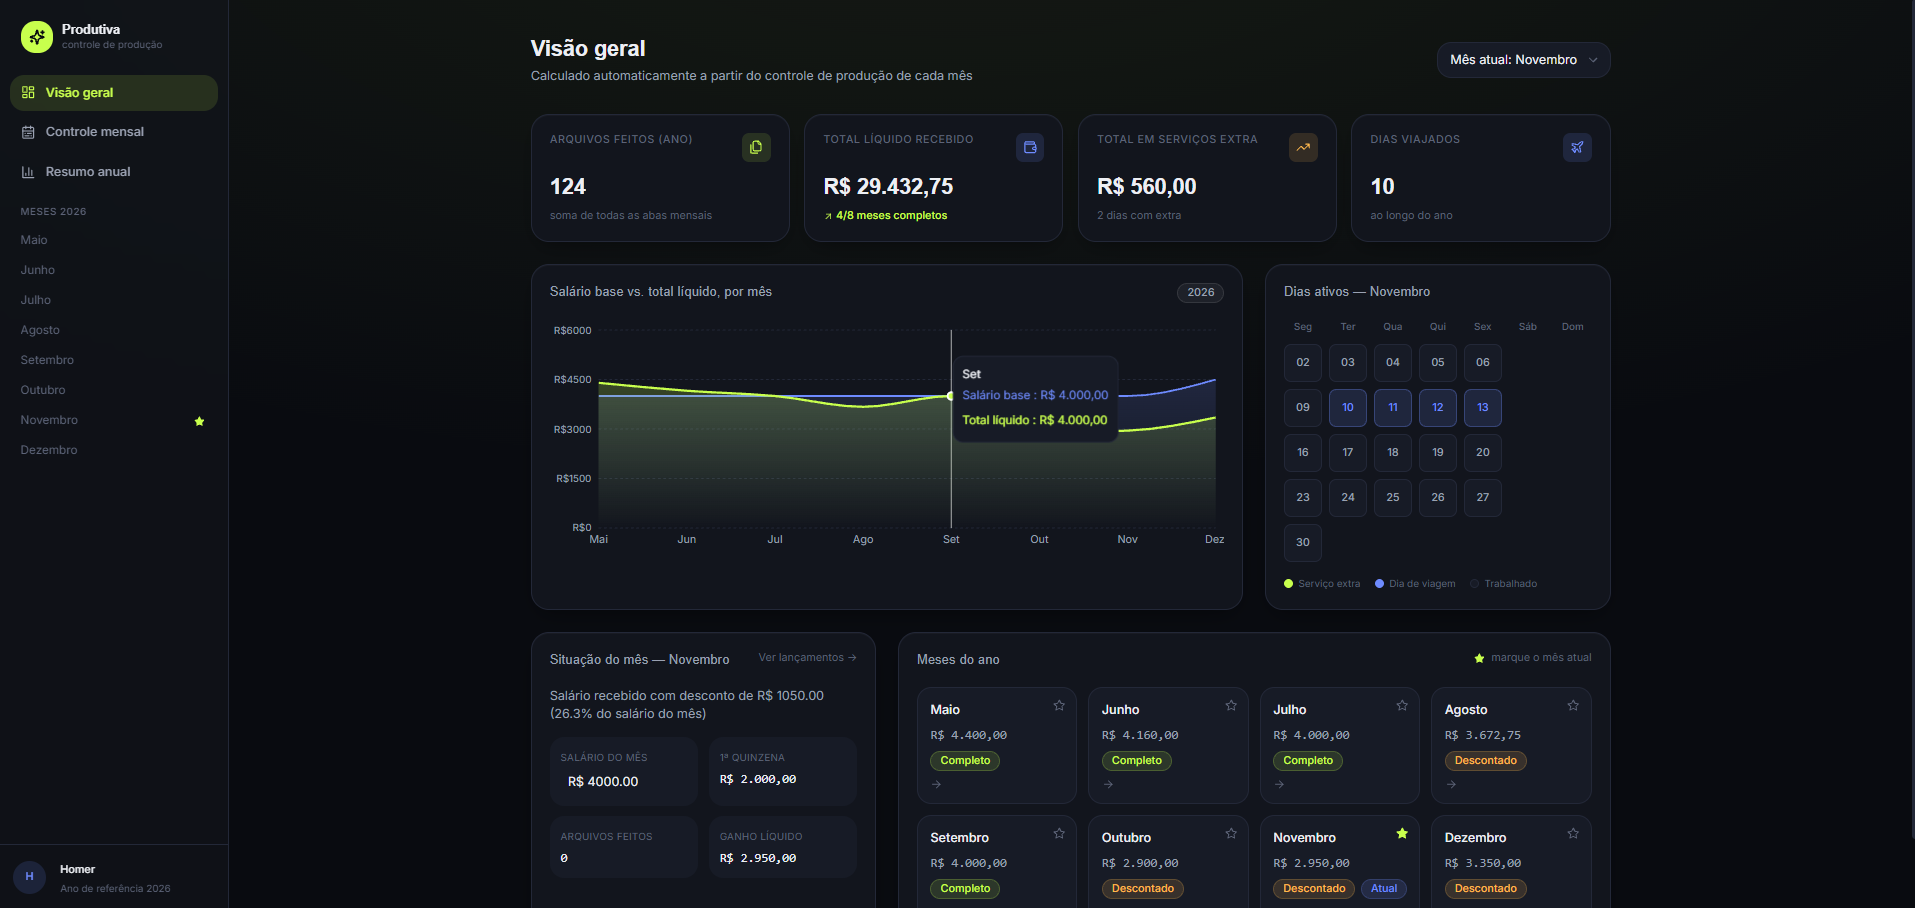 Produtiva
controle de produção
Visão geral
Controle mensal
Resumo anual
MESES 2026
Maio
Junho
Julho
Agosto
Setembro
Outubro
Novembro
Dezembro
H
Homer
Ano de referência 2026
Visão geral
Calculado automaticamente a partir do controle de produção de cada mês
Mês atual: Novembro
ARQUIVOS FEITOS (ANO)
124
soma de todas as abas mensais
TOTAL LÍQUIDO RECEBIDO
R$ 29.432,75
4/8 meses completos
TOTAL EM SERVIÇOS EXTRA
R$ 560,00
2 dias com extra
DIAS VIAJADOS
10
ao longo do ano
Salário base vs. total líquido, por mês
2026
R$6000
R$4500
R$3000
R$1500
R$0
Mai Jun Jul Ago Set Out Nov Dez
Set
Salário base : R$ 4.000,00
Total líquido : R$ 4.000,00
Dias ativos — Novembro
Seg Ter Qua Qui Sex Sáb Dom
02 03 04 05 06
09 10 11 12 13
16 17 18 19 20
23 24 25 26 27
30
Serviço extra Dia de viagem Trabalhado
Situação do mês — Novembro
Ver lançamentos →
Salário recebido com desconto de R$ 1050.00
(26.3% do salário do mês)
SALÁRIO DO MÊS
R$ 4000.00
1ª QUINZENA
R$ 2.000,00
ARQUIVOS FEITOS
0
GANHO LÍQUIDO
R$ 2.950,00
Meses do ano
marque o mês atual
Maio
R$ 4.400,00
Completo
→
Junho
R$ 4.160,00
Completo
→
Julho
R$ 4.000,00
Completo
→
Agosto
R$ 3.672,75
Descontado
→
Setembro
R$ 4.000,00
Completo
Outubro
R$ 2.900,00
Descontado
Novembro
R$ 2.950,00
Descontado Atual
Dezembro
R$ 3.350,00
Descontado